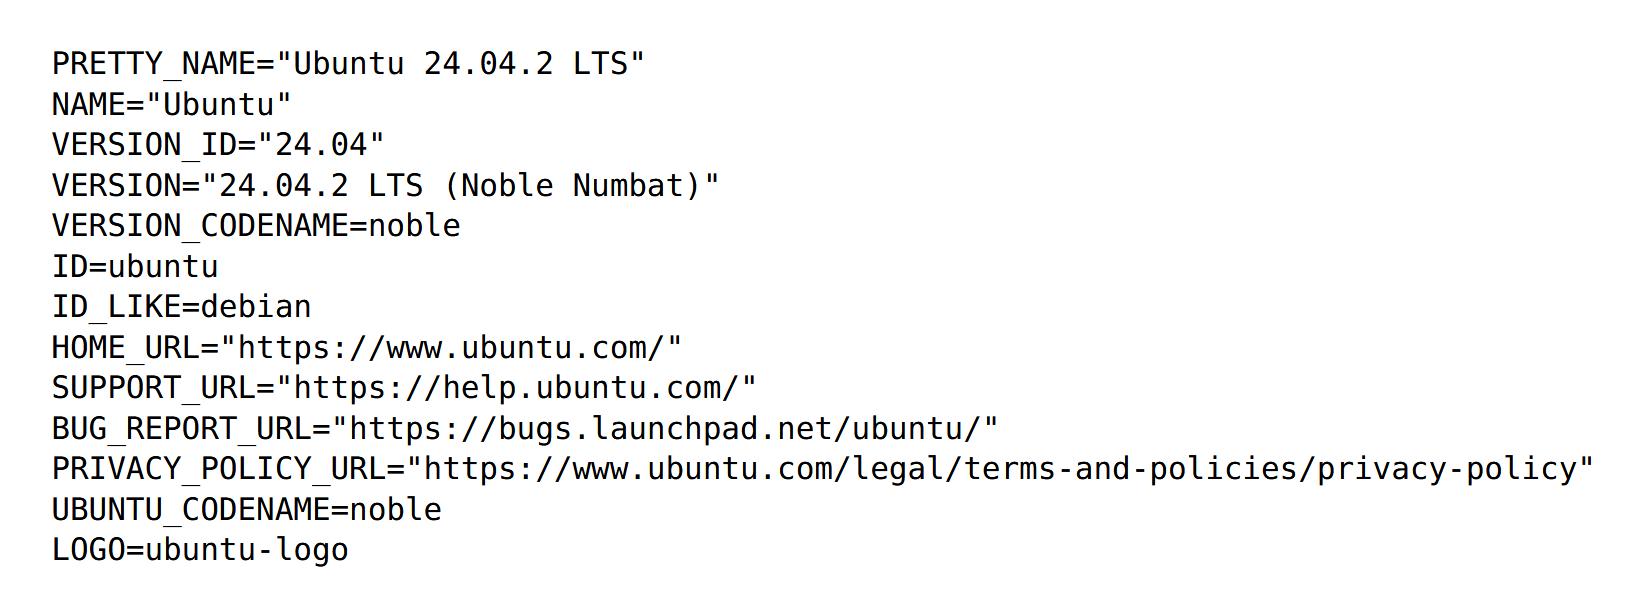 PRETTY_NAME="Ubuntu 24.04.2 LTS"
NAME="Ubuntu"
VERSION_ID="24.04"
VERSION="24.04.2 LTS (Noble Numbat)"
VERSION_CODENAME=noble
ID=ubuntu
ID_LIKE=debian
HOME_URL="https://www.ubuntu.com/"
SUPPORT_URL="https://help.ubuntu.com/"
BUG_REPORT_URL="https://bugs.launchpad.net/ubuntu/"
PRIVACY_POLICY_URL="https://www.ubuntu.com/legal/terms-and-policies/privacy-policy"
UBUNTU_CODENAME=noble
LOGO=ubuntu-logo